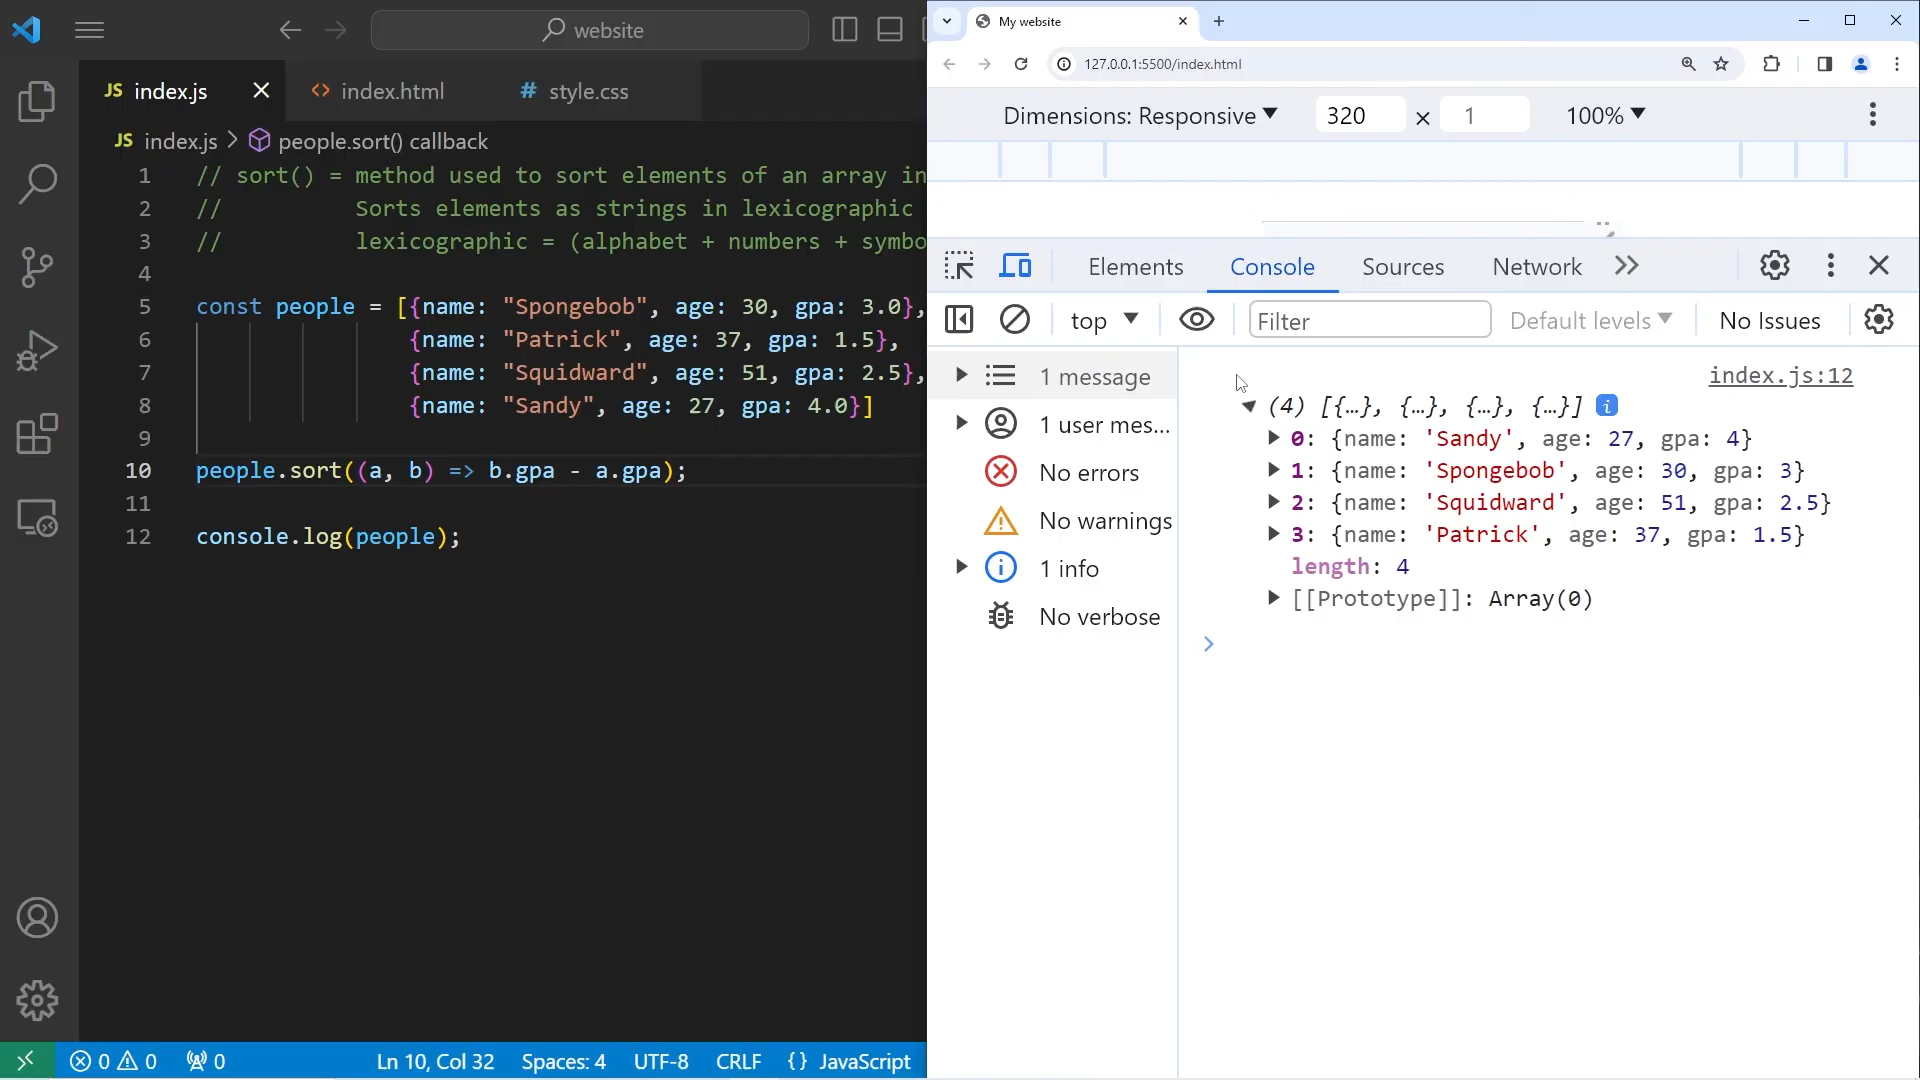 website
My website
127.0.0.1:5500/index.html
JS index.js
<> index.html
# style.css
JS index.js > people.sort() callback
1 // sort() = method used to sort elements of an array in
2 // Sorts elements as strings in lexicographic
3 // lexicographic = (alphabet + numbers + symbo
4
5 const people = [{name: "Spongebob", age: 30, gpa: 3.0},
6 {name: "Patrick", age: 37, gpa: 1.5},
7 {name: "Squidward", age: 51, gpa: 2.5},
8 {name: "Sandy", age: 27, gpa: 4.0}]
9
10 people.sort((a, b) => b.gpa - a.gpa);
11
12 console.log(people);
Dimensions: Responsive 320 × 1 100%
Elements Console Sources Network
top Filter Default levels No Issues
1 message
1 user mes...
No errors
No warnings
1 info
No verbose
index.js:12
(4) [{…}, {…}, {…}, {…}] i
0: {name: 'Sandy', age: 27, gpa: 4}
1: {name: 'Spongebob', age: 30, gpa: 3}
2: {name: 'Squidward', age: 51, gpa: 2.5}
3: {name: 'Patrick', age: 37, gpa: 1.5}
length: 4
[[Prototype]]: Array(0)
0 0 0 Ln 10, Col 32 Spaces: 4 UTF-8 CRLF {} JavaScript